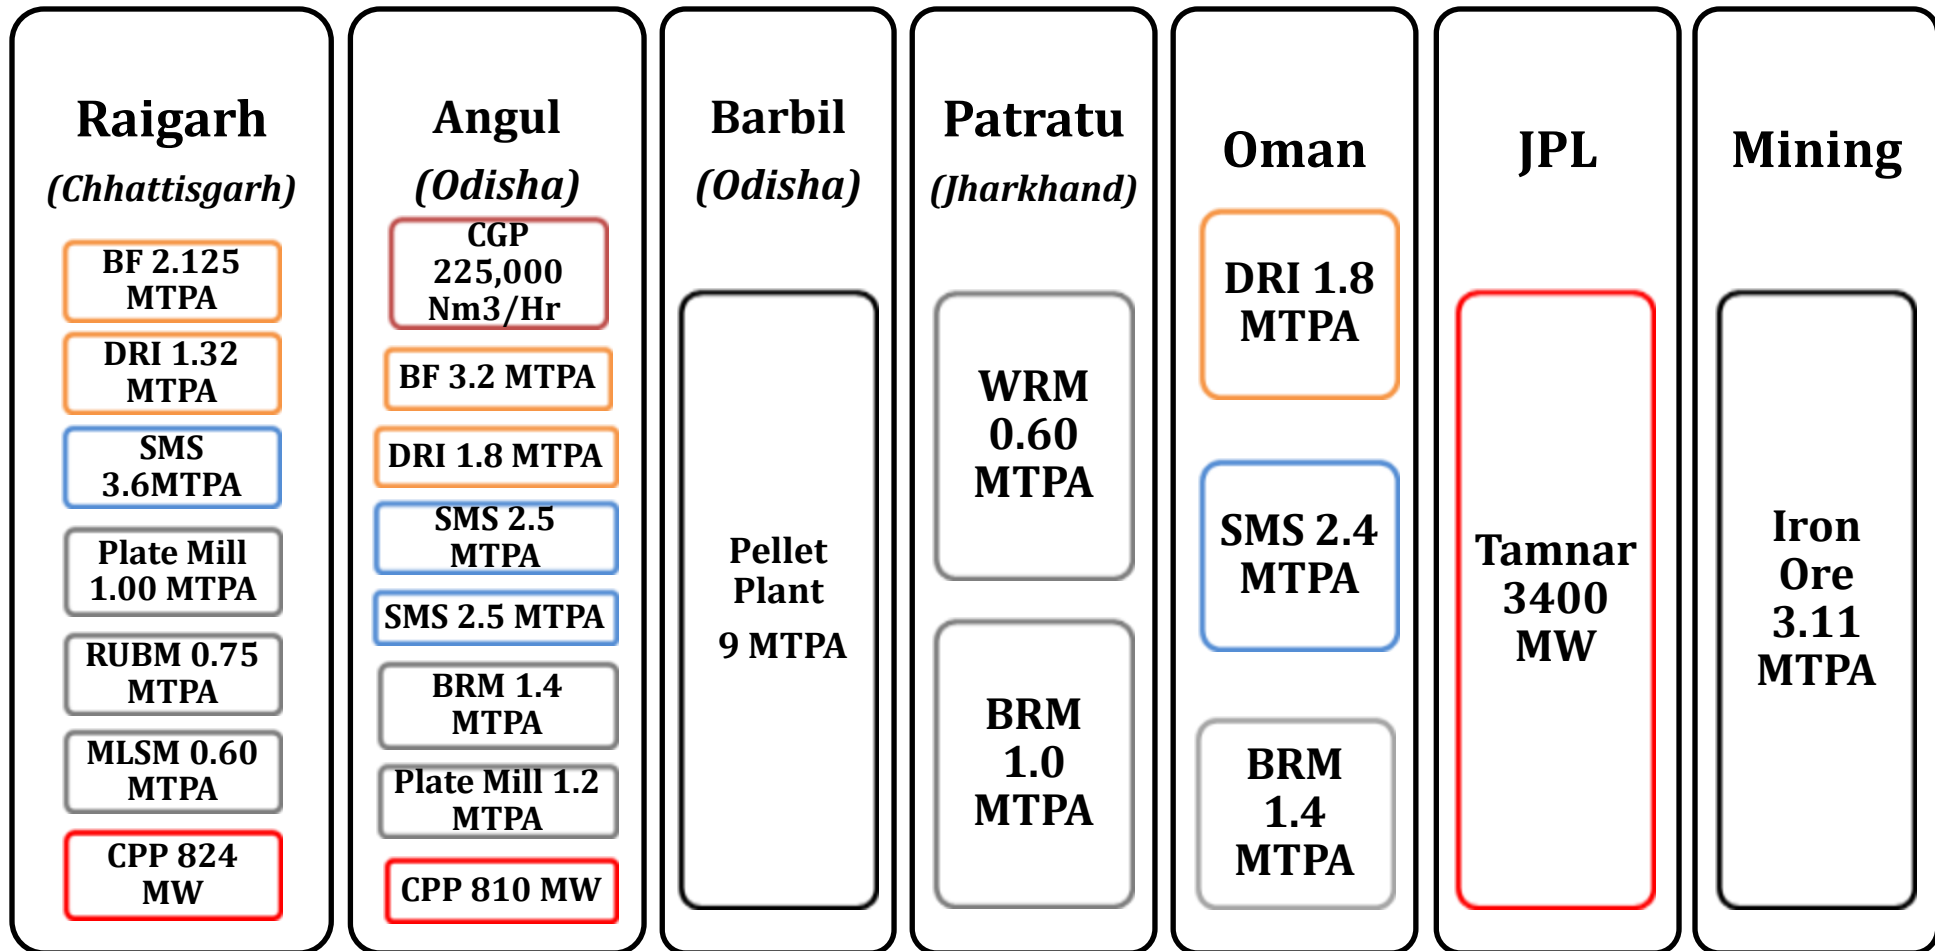 Raigarh
(Chhattisgarh)
BF 2.125
MTPA
DRI 1.32
MTPA
SMS
3.6MTPA
Plate Mill
1.00 MTPA
RUBM 0.75
MTPA
MLSM 0.60
MTPA
CPP 824
MW
Angul
(Odisha)
CGP
225,000
Nm3/Hr
BF 3.2 MTPA
DRI 1.8 MTPA
SMS 2.5
MTPA
SMS 2.5 MTPA
BRM 1.4
MTPA
Plate Mill 1.2
MTPA
CPP 810 MW
Barbil
(Odisha)
Pellet
Plant
9 MTPA
Patratu
(Jharkhand)
WRM
0.60
MTPA
BRM
1.0
MTPA
Oman
DRI 1.8
MTPA
SMS 2.4
MTPA
BRM
1.4
MTPA
JPL
Tamnar
3400
MW
Mining
Iron
Ore
3.11
MTPA